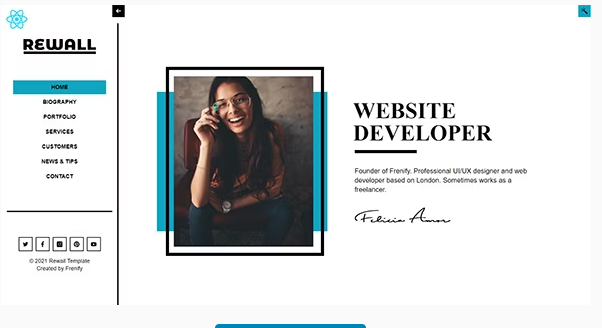 REWALL
HOME
BIOGRAPHY
PORTFOLIO
SERVICES
CUSTOMERS
NEWS & TIPS
CONTACT
© 2021 Rewall Template
Created by Frenify
WEBSITE
DEVELOPER
Founder of Frenify. Professional UI/UX designer and web
developer based on London. Sometimes works as a
freelancer.
Felicia Amor